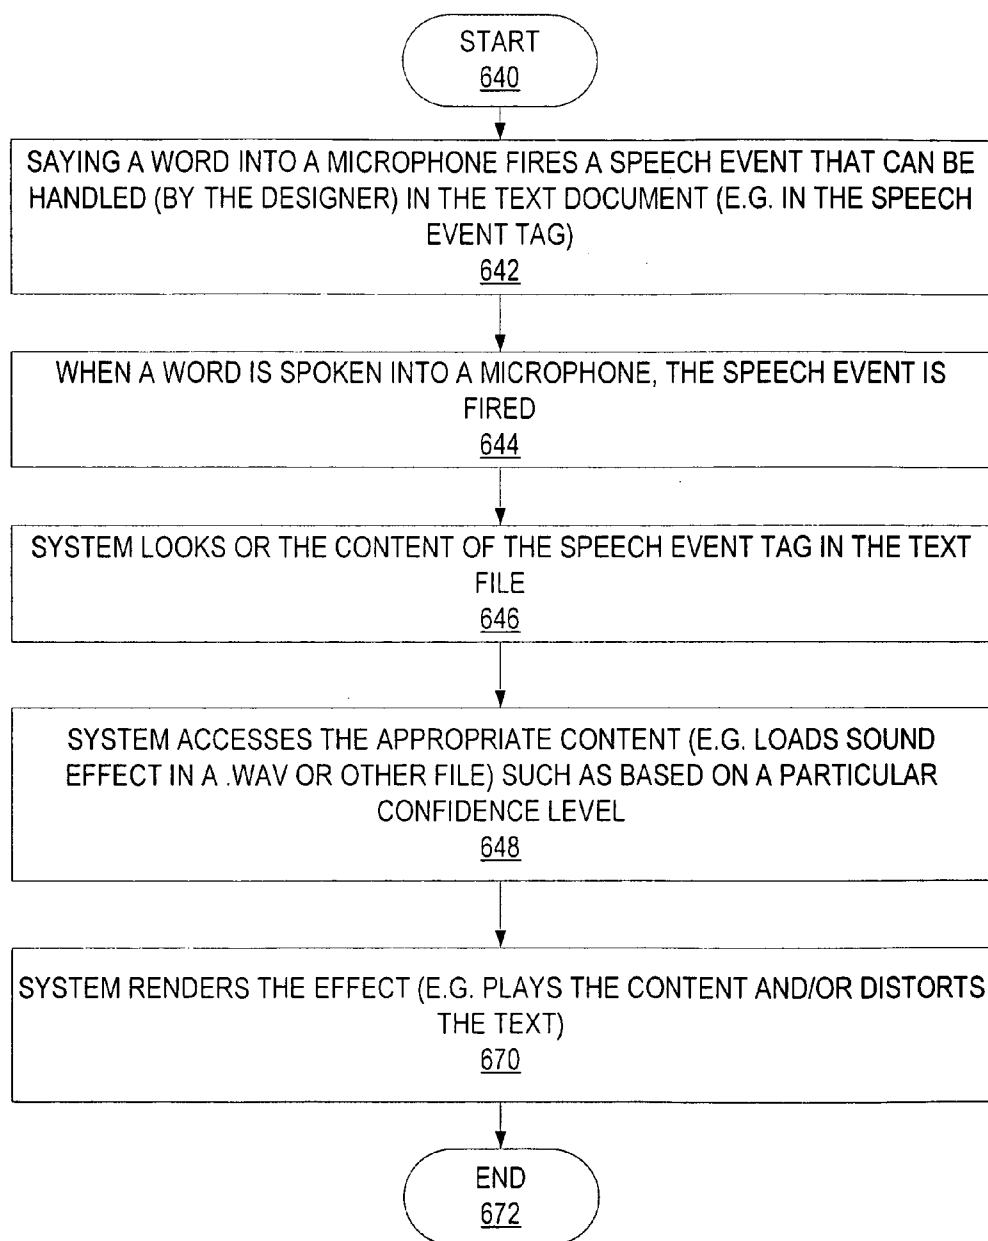 START
640
SAYING A WORD INTO A MICROPHONE FIRES A SPEECH EVENT THAT CAN BE
HANDLED (BY THE DESIGNER) IN THE TEXT DOCUMENT (E.G. IN THE SPEECH
EVENT TAG)
642
WHEN A WORD IS SPOKEN INTO A MICROPHONE, THE SPEECH EVENT IS
FIRED
644
SYSTEM LOOKS OR THE CONTENT OF THE SPEECH EVENT TAG IN THE TEXT
FILE
646
SYSTEM ACCESSES THE APPROPRIATE CONTENT (E.G. LOADS SOUND
EFFECT IN A .WAV OR OTHER FILE) SUCH AS BASED ON A PARTICULAR
CONFIDENCE LEVEL
648
SYSTEM RENDERS THE EFFECT (E.G. PLAYS THE CONTENT AND/OR DISTORTS
THE TEXT)
670
END
672